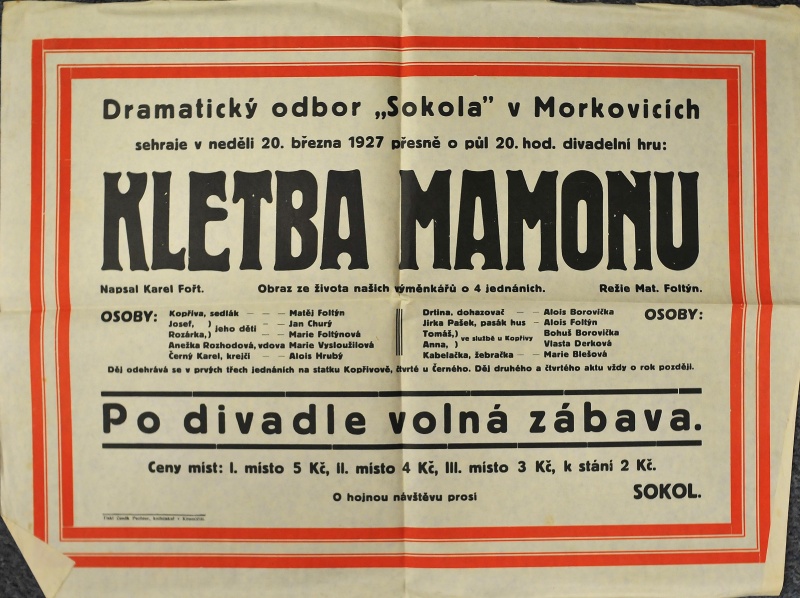 Dramatický odbor „Sokola” v Morkovicích
sehraje v neděli 20. března 1927 přesně o půl 20. hod. divadelní hru:
KLETBA MAMONU
Napsal Karel Fořt. Obraz ze života našich výměnkářů o 4 jednáních. Režie Mat. Foltýn.
OSOBY:
Kopřiva, sedlák — — — Matěj Foltýn
Josef, ) jeho děti — — Jan Churý
Rozárka, ) — — Marie Foltýnová
Anežka Rozhodová, vdova Marie Vysloužilová
Černý Karel, krejčí — — Alois Hrubý
OSOBY:
Drtina, dohazovač — Alois Borovička
Jirka Pašek, pasák hus — Alois Foltýn
Tomáš, ) ve službě u Kopřivy Bohuš Borovička
Anna, ) Vlasta Derková
Kabelačka, žebračka — — Marie Blešová
Děj odehrává se v prvých třech jednáních na statku Kopřivově, čtvrté u Černého. Děj druhého a čtvrtého aktu vždy o rok později.
Po divadle volná zábava.
Ceny míst: I. místo 5 Kč, II. místo 4 Kč, III. místo 3 Kč, k stání 2 Kč.
O hojnou návštěvu prosí SOKOL.